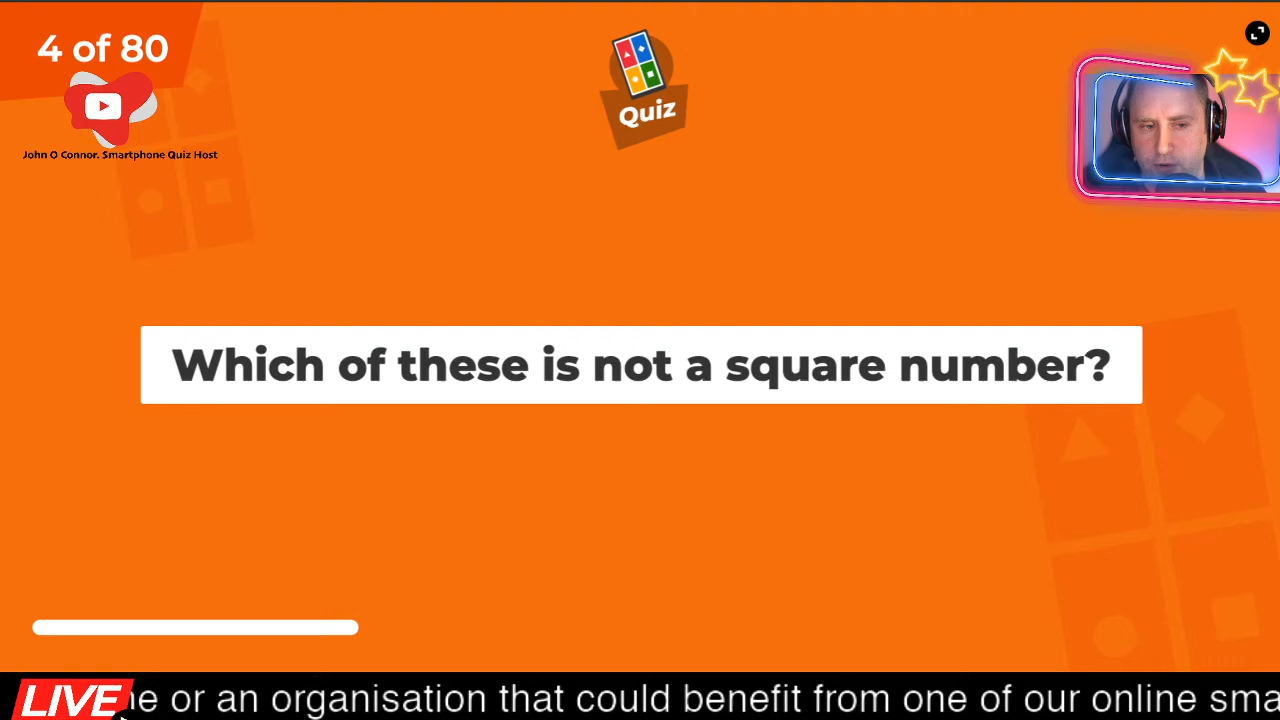 4 of 80
Quiz
John O Connor. Smartphone Quiz Host
Which of these is not a square number?
LIVE
ne or an organisation that could benefit from one of our online sma